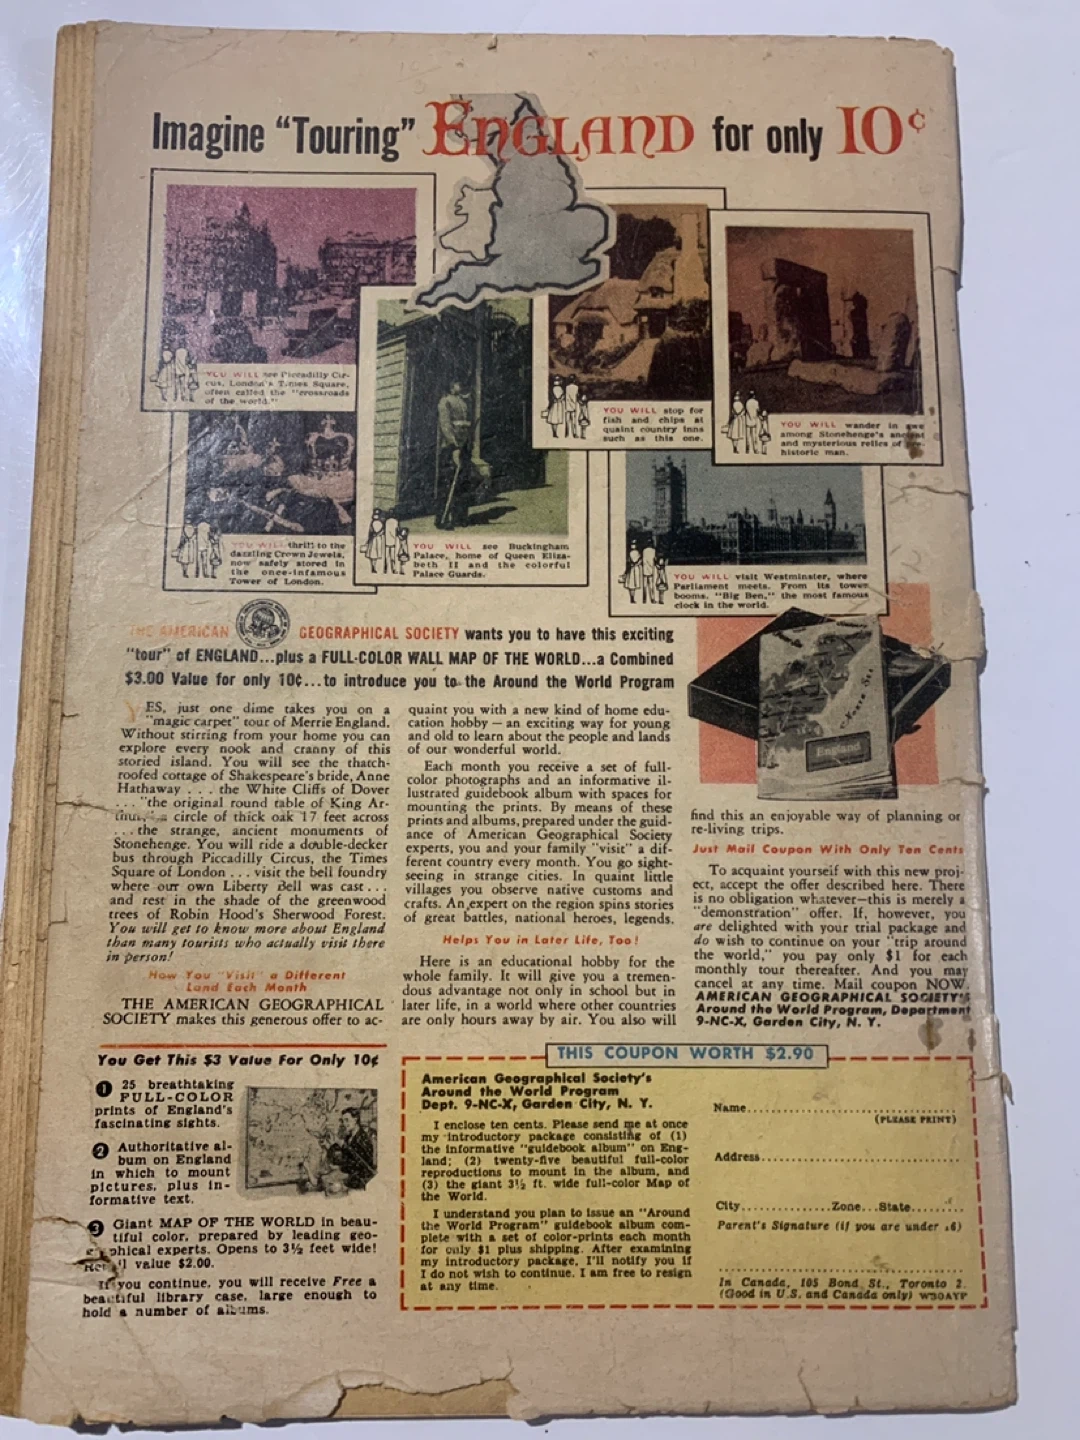 Imagine "Touring" ENGLAND for only 10¢
YOU WILL see Piccadilly Cir-
cus, London's Times Square,
often called the "crossroads
of the world."
YOU WILL stop for
fish and chips at
quaint country inns
such as this one.
YOU WILL wander in awe
among Stonehenge's ancient
and mysterious relics of pre-
historic man.
YOU WILL thrill to the
dazzling Crown Jewels,
now safely stored in
the once-infamous
Tower of London.
YOU WILL see Buckingham
Palace, home of Queen Eliza-
beth II and the colorful
Palace Guards.
YOU WILL visit Westminster, where
Parliament meets. From its tower
booms, "Big Ben," the most famous
clock in the world.
THE AMERICAN GEOGRAPHICAL SOCIETY wants you to have this exciting
"tour" of ENGLAND...plus a FULL-COLOR WALL MAP OF THE WORLD...a Combined
$3.00 Value for only 10¢...to introduce you to the Around the World Program
England
YES, just one dime takes you on a
"magic carpet" tour of Merrie England.
Without stirring from your home you can
explore every nook and cranny of this
storied island. You will see the thatch-
roofed cottage of Shakespeare's bride, Anne
Hathaway . . . the White Cliffs of Dover
. . . "the original round table of King Ar-
thur," a circle of thick oak 17 feet across
. . . the strange, ancient monuments of
Stonehenge. You will ride a double-decker
bus through Piccadilly Circus, the Times
Square of London . . . visit the bell foundry
where our own Liberty Bell was cast . . .
and rest in the shade of the greenwood
trees of Robin Hood's Sherwood Forest.
You will get to know more about England
than many tourists who actually visit there
in person!
How You "Visit" a Different
Land Each Month
THE AMERICAN GEOGRAPHICAL
SOCIETY makes this generous offer to ac-
quaint you with a new kind of home edu-
cation hobby — an exciting way for young
and old to learn about the people and lands
of our wonderful world.
Each month you receive a set of full-
color photographs and an informative il-
lustrated guidebook album with spaces for
mounting the prints. By means of these
prints and albums, prepared under the guid-
ance of American Geographical Society
experts, you and your family "visit" a dif-
ferent country every month. You go sight-
seeing in strange cities. In quaint little
villages you observe native customs and
crafts. An expert on the region spins stories
of great battles, national heroes, legends.
Helps You in Later Life, Too!
Here is an educational hobby for the
whole family. It will give you a tremen-
dous advantage not only in school but in
later life, in a world where other countries
are only hours away by air. You also will
find this an enjoyable way of planning or
re-living trips.
Just Mail Coupon With Only Ten Cents
To acquaint yourself with this new proj-
ect, accept the offer described here. There
is no obligation whatever—this is merely a
"demonstration" offer. If, however, you
are delighted with your trial package and
do wish to continue on your "trip around
the world," you pay only $1 for each
monthly tour thereafter. And you may
cancel at any time. Mail coupon NOW.
AMERICAN GEOGRAPHICAL SOCIETY'S
Around the World Program, Department
9-NC-X, Garden City, N. Y.
You Get This $3 Value For Only 10¢
1 25 breathtaking
FULL-COLOR
prints of England's
fascinating sights.
2 Authoritative al-
bum on England
in which to mount
pictures, plus in-
formative text.
3 Giant MAP OF THE WORLD in beau-
tiful color, prepared by leading geo-
graphical experts. Opens to 3½ feet wide!
Retail value $2.00.
If you continue, you will receive Free a
beautiful library case, large enough to
hold a number of albums.
THIS COUPON WORTH $2.90
American Geographical Society's
Around the World Program
Dept. 9-NC-X, Garden City, N. Y.
I enclose ten cents. Please send me at once
my introductory package consisting of (1)
the informative "guidebook album" on Eng-
land; (2) twenty-five beautiful full-color
reproductions to mount in the album, and
(3) the giant 3½ ft. wide full-color Map of
the World.
I understand you plan to issue an "Around
the World Program" guidebook album com-
plete with a set of color-prints each month
for only $1 plus shipping. After examining
my introductory package, I'll notify you if
I do not wish to continue. I am free to resign
at any time.
Name
(PLEASE PRINT)
Address
City Zone State
Parent's Signature (if you are under 16)
In Canada, 105 Bond St., Toronto 2.
(Good in U.S. and Canada only) W30AYP